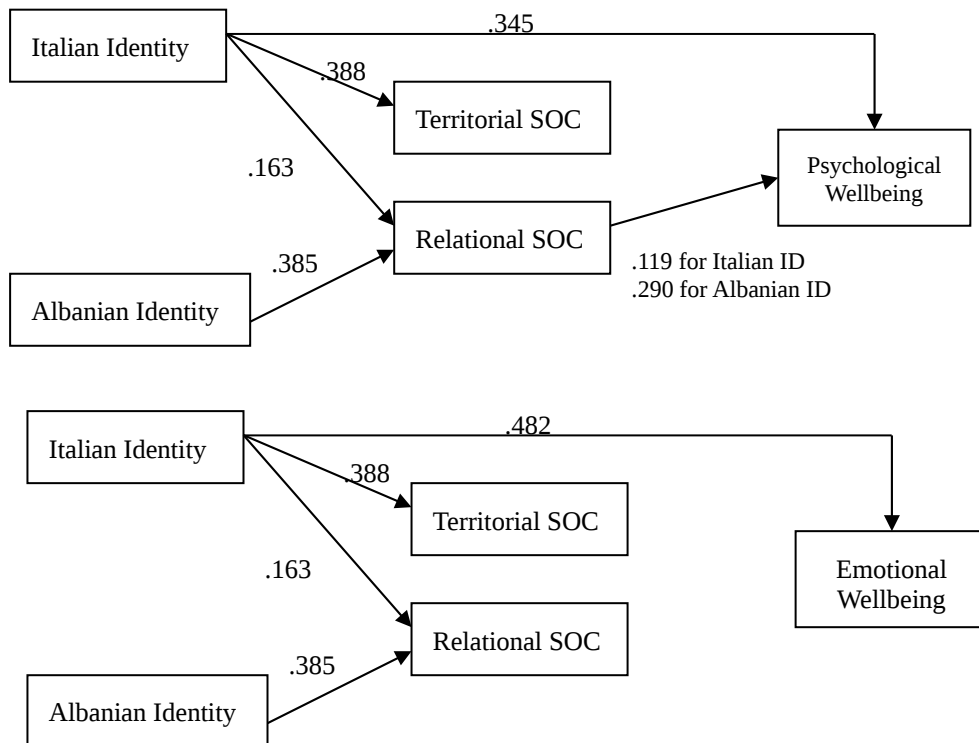 .345
Italian Identity
.388
Territorial SOC
.163
Psychological
Wellbeing
Relational SOC
.385
.119 for Italian ID
.290 for Albanian ID
Albanian Identity
.482
Italian Identity
.388
Territorial SOC
.163
Emotional
Wellbeing
Relational SOC
.385
Albanian Identity